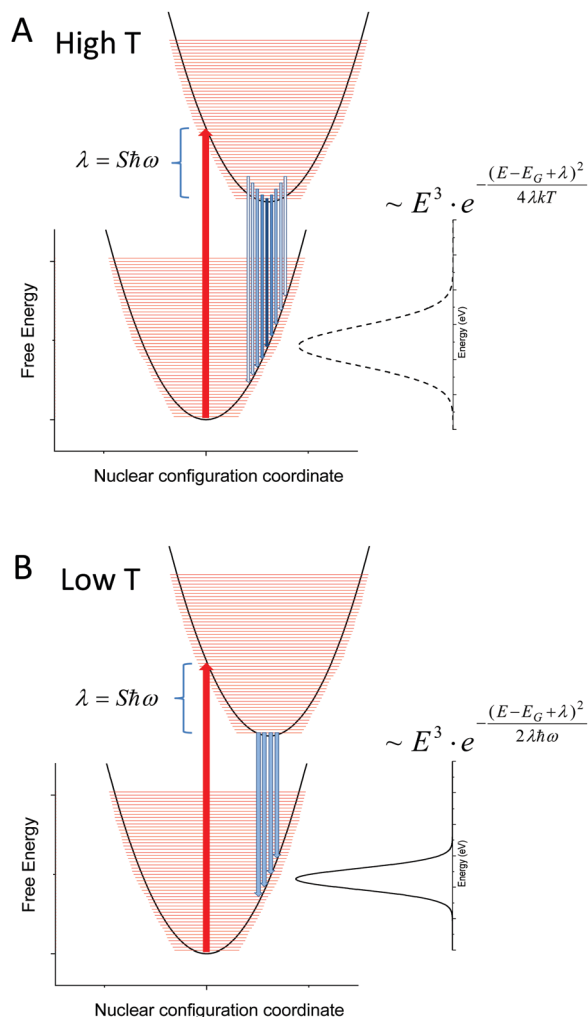 A
High T
λ = Sħω
~ E³ · e^{-(E−E_G+λ)²/4λkT}
Free Energy
Energy (eV)
Nuclear configuration coordinate
B
Low T
λ = Sħω
~ E³ · e^{-(E−E_G+λ)²/2λħω}
Free Energy
Energy (eV)
Nuclear configuration coordinate